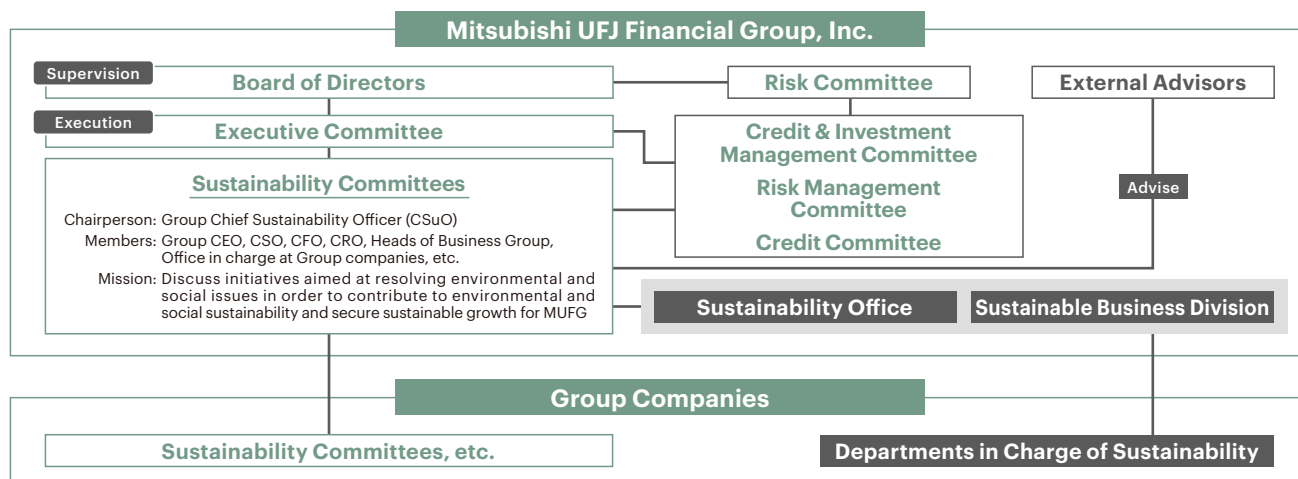 Mitsubishi UFJ Financial Group, Inc.
Supervision
Board of Directors
Risk Committee
External Advisors
Execution
Executive Committee
Credit & Investment
Management Committee
Risk Management
Committee
Credit Committee
Advise
Sustainability Committees
Chairperson: Group Chief Sustainability Officer (CSuO)
Members: Group CEO, CSO, CFO, CRO, Heads of Business Group,
Office in charge at Group companies, etc.
Mission: Discuss initiatives aimed at resolving environmental and
social issues in order to contribute to environmental and
social sustainability and secure sustainable growth for MUFG
Sustainability Office
Sustainable Business Division
Group Companies
Sustainability Committees, etc.
Departments in Charge of Sustainability